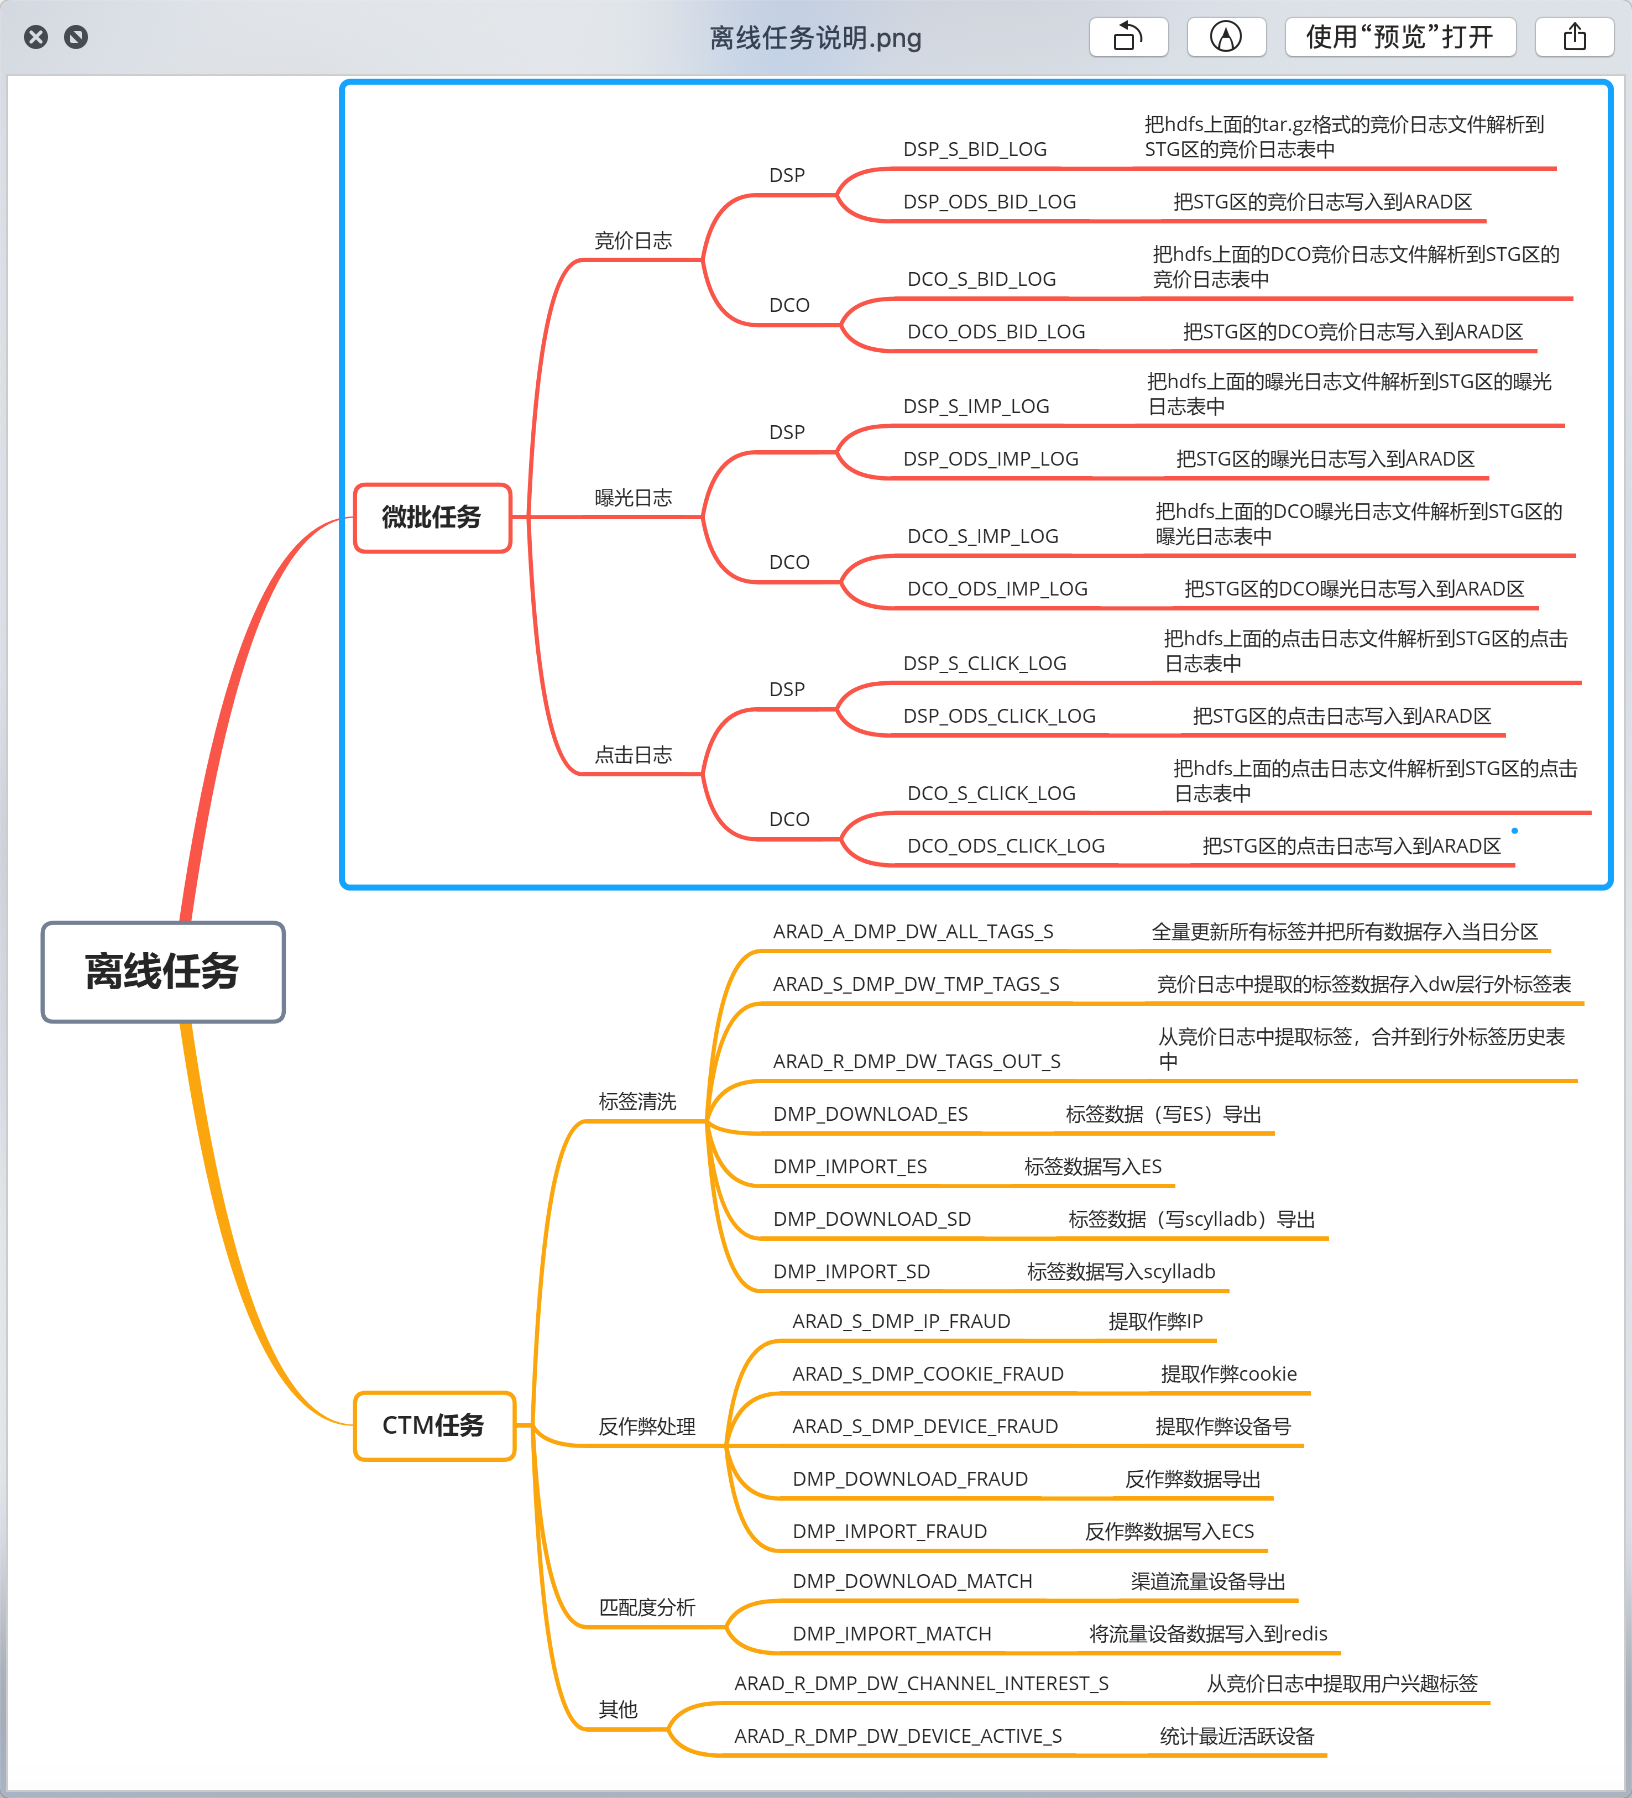 离线任务说明.png
使用“预览”打开
把hdfs上面的tar.gz格式的竞价日志文件解析到
DSP_S_BID_LOG
STG区的竞价日志表中
DSP
DSP_ODS_BID_LOG
把STG区的竞价日志写入到ARAD区
竞价日志
把hdfs上面的DCO竞价日志文件解析到STG区的
DCO_S_BID_LOG
竞价日志表中
DCO
DCO_ODS_BID_LOG
把STG区的DCO竞价日志写入到ARAD区
把hdfs上面的曝光日志文件解析到STG区的曝光
DSP_S_IMP_LOG
日志表中
DSP
DSP_ODS_IMP_LOG
把STG区的曝光日志写入到ARAD区
曝光日志
微批任务
把hdfs上面的DCO曝光日志文件解析到STG区的
DCO_S_IMP_LOG
曝光日志表中
DCO
DCO_ODS_IMP_LOG
把STG区的DCO曝光日志写入到ARAD区
把hdfs上面的点击日志文件解析到STG区的点击
DSP_S_CLICK_LOG
日志表中
DSP
DSP_ODS_CLICK_LOG
把STG区的点击日志写入到ARAD区
点击日志
把hdfs上面的点击日志文件解析到STG区的点击
DCO_S_CLICK_LOG
日志表中
DCO
DCO_ODS_CLICK_LOG
把STG区的点击日志写入到ARAD区
离线任务
ARAD_A_DMP_DW_ALL_TAGS_S
全量更新所有标签并把所有数据存入当日分区
ARAD_S_DMP_DW_TMP_TAGS_S
竞价日志中提取的标签数据存入dw层行外标签表
从竞价日志中提取标签，合并到行外标签历史表
ARAD_R_DMP_DW_TAGS_OUT_S
中
标签清洗
DMP_DOWNLOAD_ES
标签数据（写ES）导出
DMP_IMPORT_ES
标签数据写入ES
DMP_DOWNLOAD_SD
标签数据（写scylladb）导出
DMP_IMPORT_SD
标签数据写入scylladb
ARAD_S_DMP_IP_FRAUD
提取作弊IP
ARAD_S_DMP_COOKIE_FRAUD
提取作弊cookie
CTM任务
反作弊处理
ARAD_S_DMP_DEVICE_FRAUD
提取作弊设备号
DMP_DOWNLOAD_FRAUD
反作弊数据导出
DMP_IMPORT_FRAUD
反作弊数据写入ECS
DMP_DOWNLOAD_MATCH
渠道流量设备导出
匹配度分析
DMP_IMPORT_MATCH
将流量设备数据写入到redis
ARAD_R_DMP_DW_CHANNEL_INTEREST_S
从竞价日志中提取用户兴趣标签
其他
ARAD_R_DMP_DW_DEVICE_ACTIVE_S
统计最近活跃设备